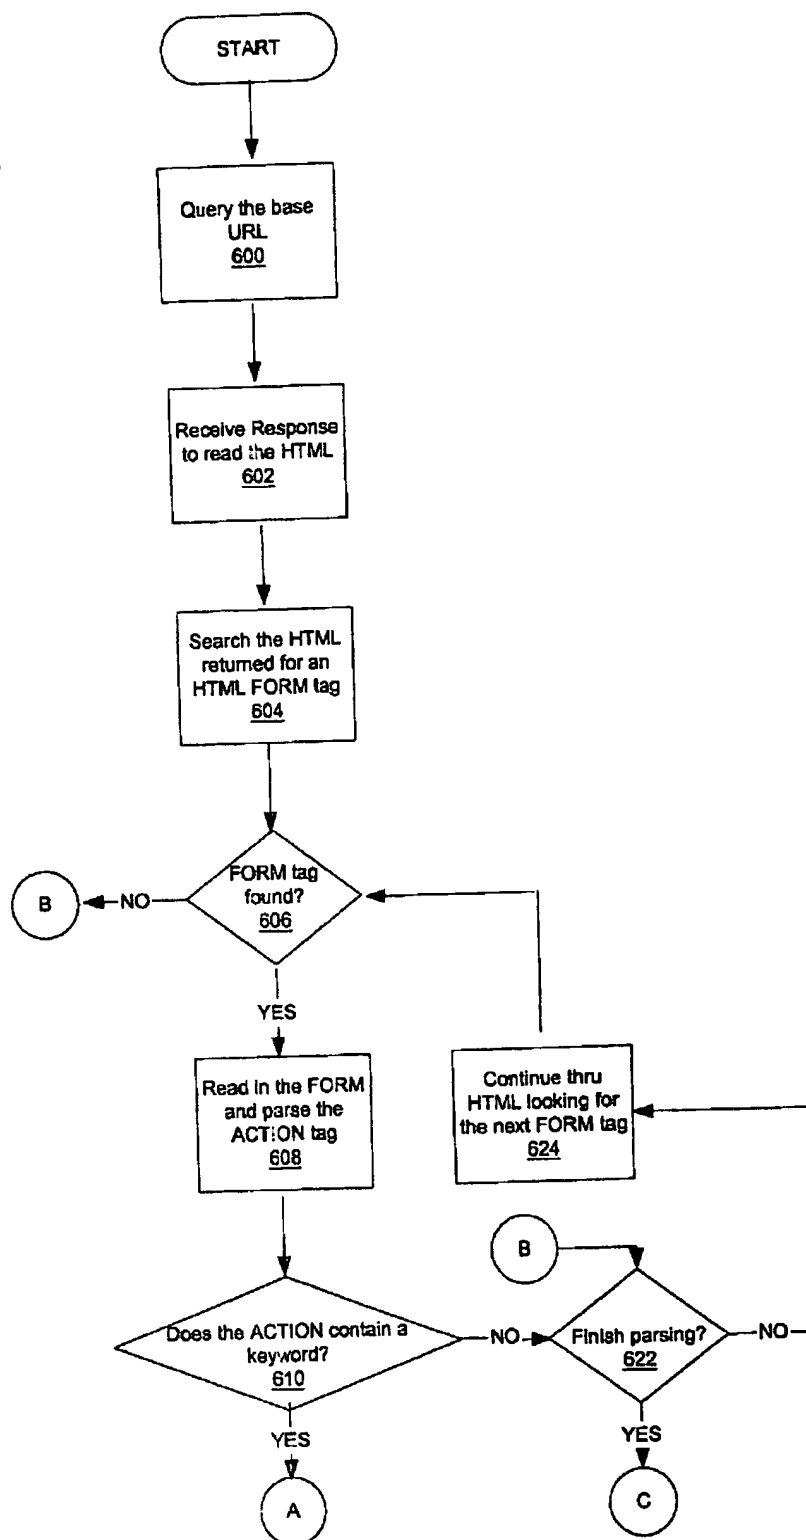 START
Query the base
URL
600
Receive Response
to read the HTML
602
Search the HTML
returned for an
HTML FORM tag
604
FORM tag
found?
606
NO
B
YES
Read in the FORM
and parse the
ACTION tag
608
Continue thru
HTML looking for
the next FORM tag
624
B
Does the ACTION contain a
keyword?
610
NO
Finish parsing?
622
NO
YES
A
YES
C